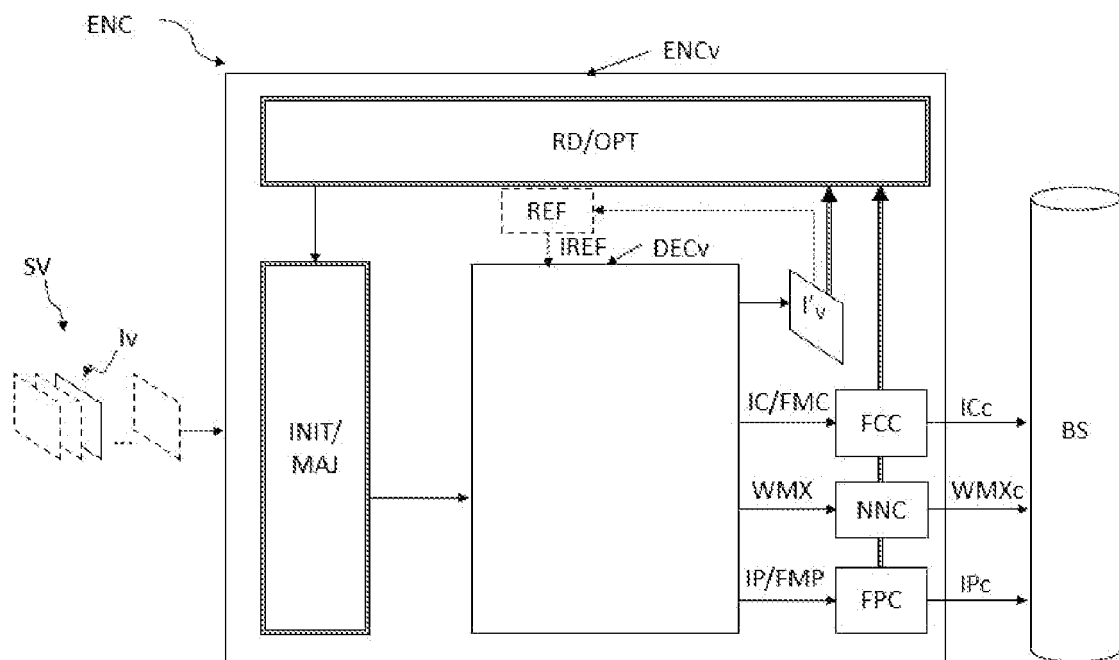 ENC
ENCv
RD/OPT
REF
IREF
DECv
SV
Iv
I'v
INIT/
MAJ
IC/FMC
FCC
ICc
BS
WMX
NNC
WMXc
IP/FMP
FPC
IPc